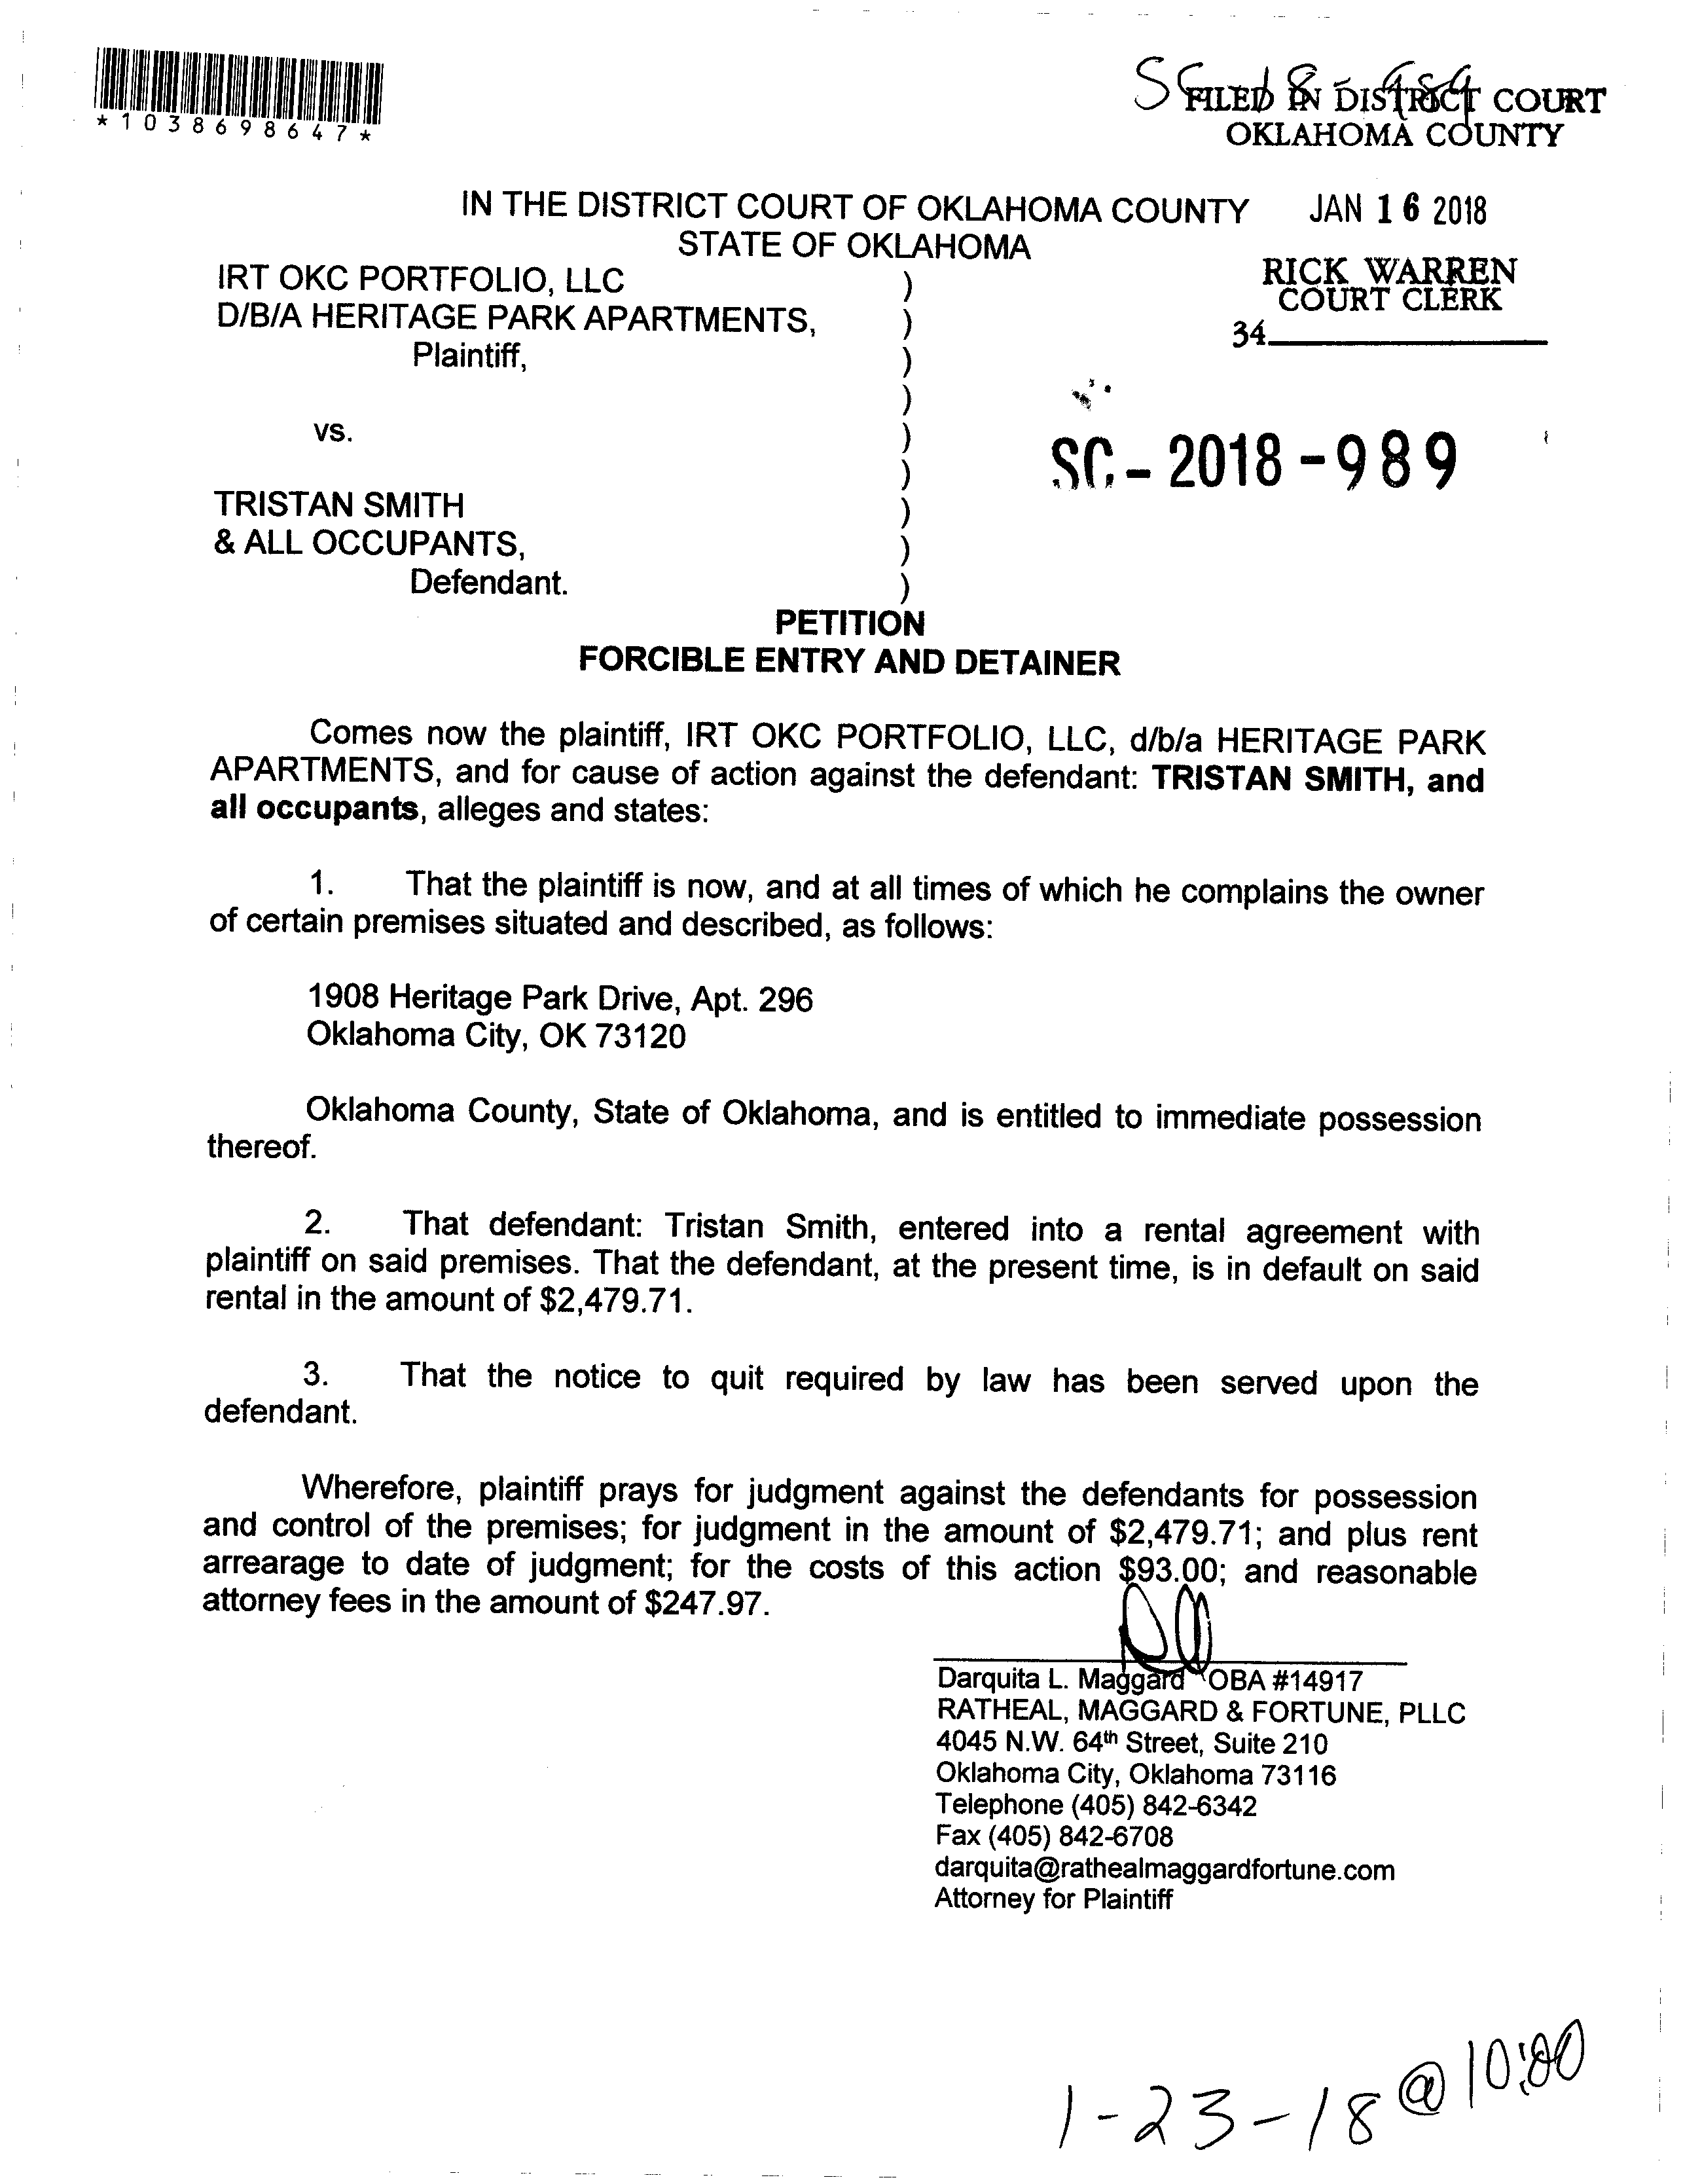 *1038698647*
SC-18-989
FILED IN DISTRICT COURT
OKLAHOMA COUNTY
IN THE DISTRICT COURT OF OKLAHOMA COUNTY
JAN 16 2018
STATE OF OKLAHOMA
IRT OKC PORTFOLIO, LLC )
RICK WARREN
D/B/A HERITAGE PARK APARTMENTS, )
COURT CLERK
34
Plaintiff, )
)
vs. )
SC - 2018 - 989
)
TRISTAN SMITH )
& ALL OCCUPANTS, )
Defendant. )
PETITION
FORCIBLE ENTRY AND DETAINER
Comes now the plaintiff, IRT OKC PORTFOLIO, LLC, d/b/a HERITAGE PARK
APARTMENTS, and for cause of action against the defendant: TRISTAN SMITH, and
all occupants, alleges and states:
1. That the plaintiff is now, and at all times of which he complains the owner
of certain premises situated and described, as follows:
1908 Heritage Park Drive, Apt. 296
Oklahoma City, OK 73120
Oklahoma County, State of Oklahoma, and is entitled to immediate possession
thereof.
2. That defendant: Tristan Smith, entered into a rental agreement with
plaintiff on said premises. That the defendant, at the present time, is in default on said
rental in the amount of $2,479.71.
3. That the notice to quit required by law has been served upon the
defendant.
Wherefore, plaintiff prays for judgment against the defendants for possession
and control of the premises; for judgment in the amount of $2,479.71; and plus rent
arrearage to date of judgment; for the costs of this action $93.00; and reasonable
attorney fees in the amount of $247.97.
Darquita L. Maggard OBA #14917
RATHEAL, MAGGARD & FORTUNE, PLLC
4045 N.W. 64th Street, Suite 210
Oklahoma City, Oklahoma 73116
Telephone (405) 842-6342
Fax (405) 842-6708
darquita@rathealmaggardfortune.com
Attorney for Plaintiff
1-23-18 @ 10:00